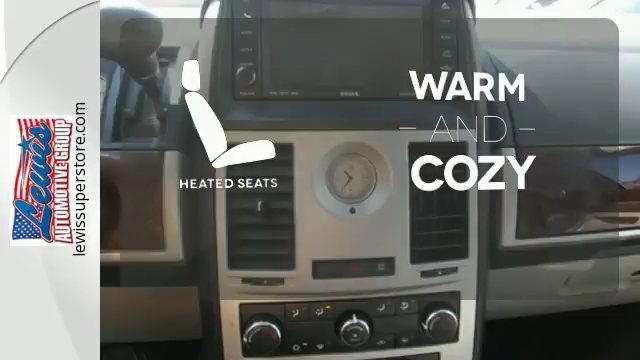 WARM
AND
COZY
HEATED SEATS
Lewis
AUTOMOTIVE GROUP
lewissuperstore.com